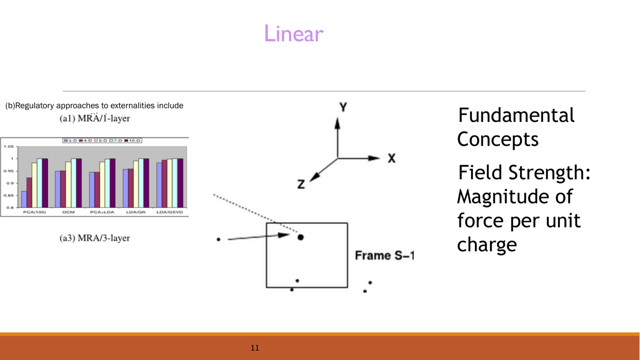 Linear
(b)Regulatory approaches to externalities include
(a1) MRA/1-layer
1.05
1
0.95
0.9
0.85
0.8
PCA(100)
DCM
PCA+LDA
LDA/QR
LDA/GSVD
(a3) MRA/3-layer
Y
X
Z
Frame S-1
Fundamental
Concepts
Field Strength:
Magnitude of
force per unit
charge
11